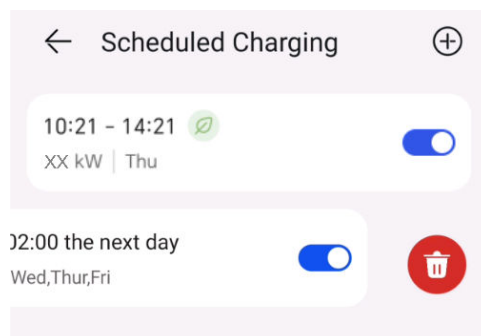 Scheduled Charging
10:21 - 14:21
XX kW | Thu
02:00 the next day
Wed,Thur,Fri